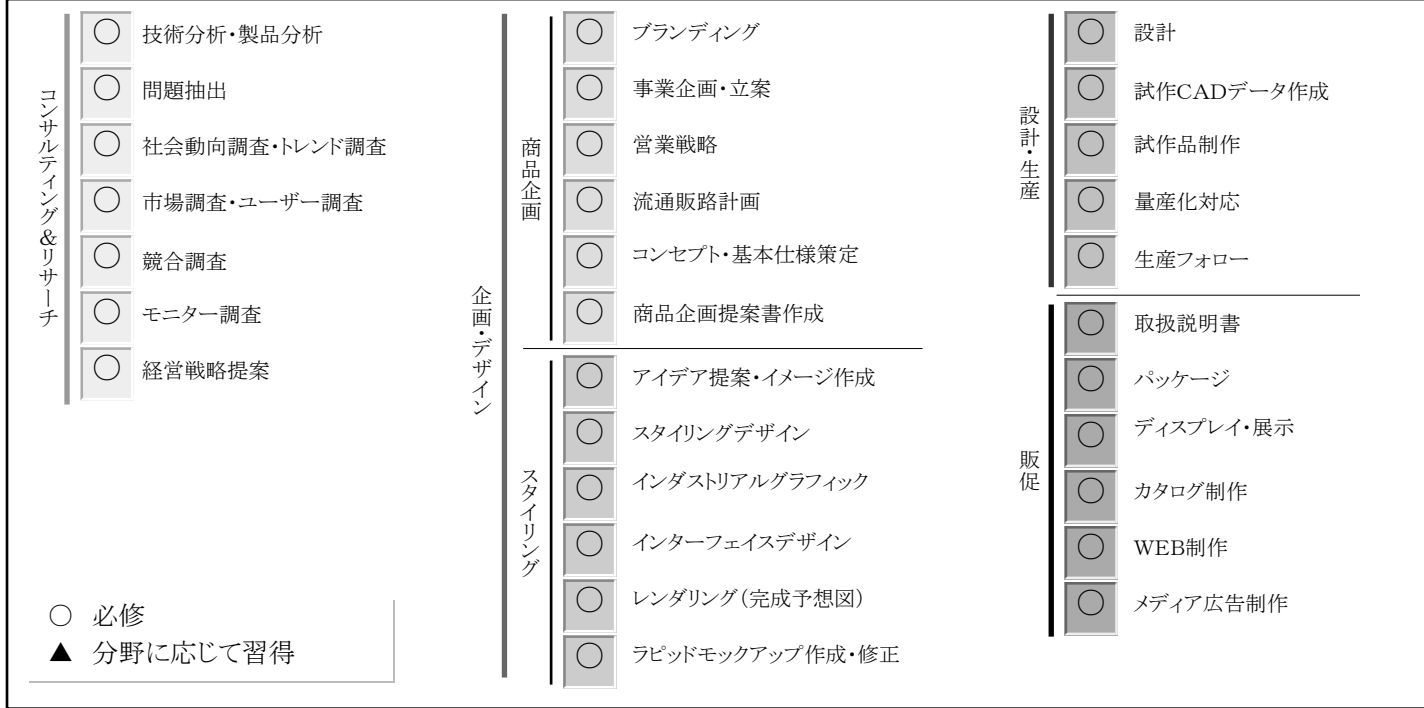 コンサルティング&リサーチ
○ 技術分析・製品分析
○ 問題抽出
○ 社会動向調査・トレンド調査
○ 市場調査・ユーザー調査
○ 競合調査
○ モニター調査
○ 経営戦略提案
企画・デザイン
商品企画
○ ブランディング
○ 事業企画・立案
○ 営業戦略
○ 流通販路計画
○ コンセプト・基本仕様策定
○ 商品企画提案書作成
スタイリング
○ アイデア提案・イメージ作成
○ スタイリングデザイン
○ インダストリアルグラフィック
○ インターフェイスデザイン
○ レンダリング(完成予想図)
○ ラピッドモックアップ作成・修正
設計・生産
○ 設計
○ 試作CADデータ作成
○ 試作品制作
○ 量産化対応
○ 生産フォロー
販促
○ 取扱説明書
○ パッケージ
○ ディスプレイ・展示
○ カタログ制作
○ WEB制作
○ メディア広告制作
○ 必修
▲ 分野に応じて習得